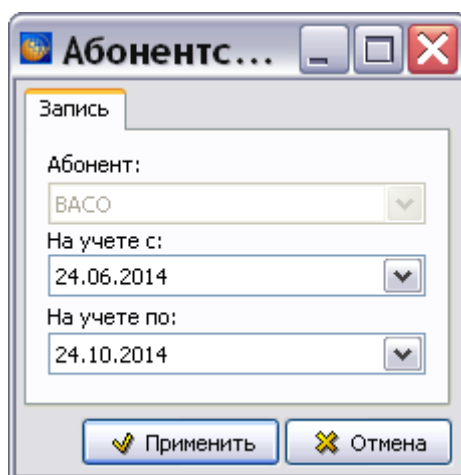 Абонентс...
Запись
Абонент:
ВАСО
На учете с:
24.06.2014
На учете по:
24.10.2014
Применить Отмена